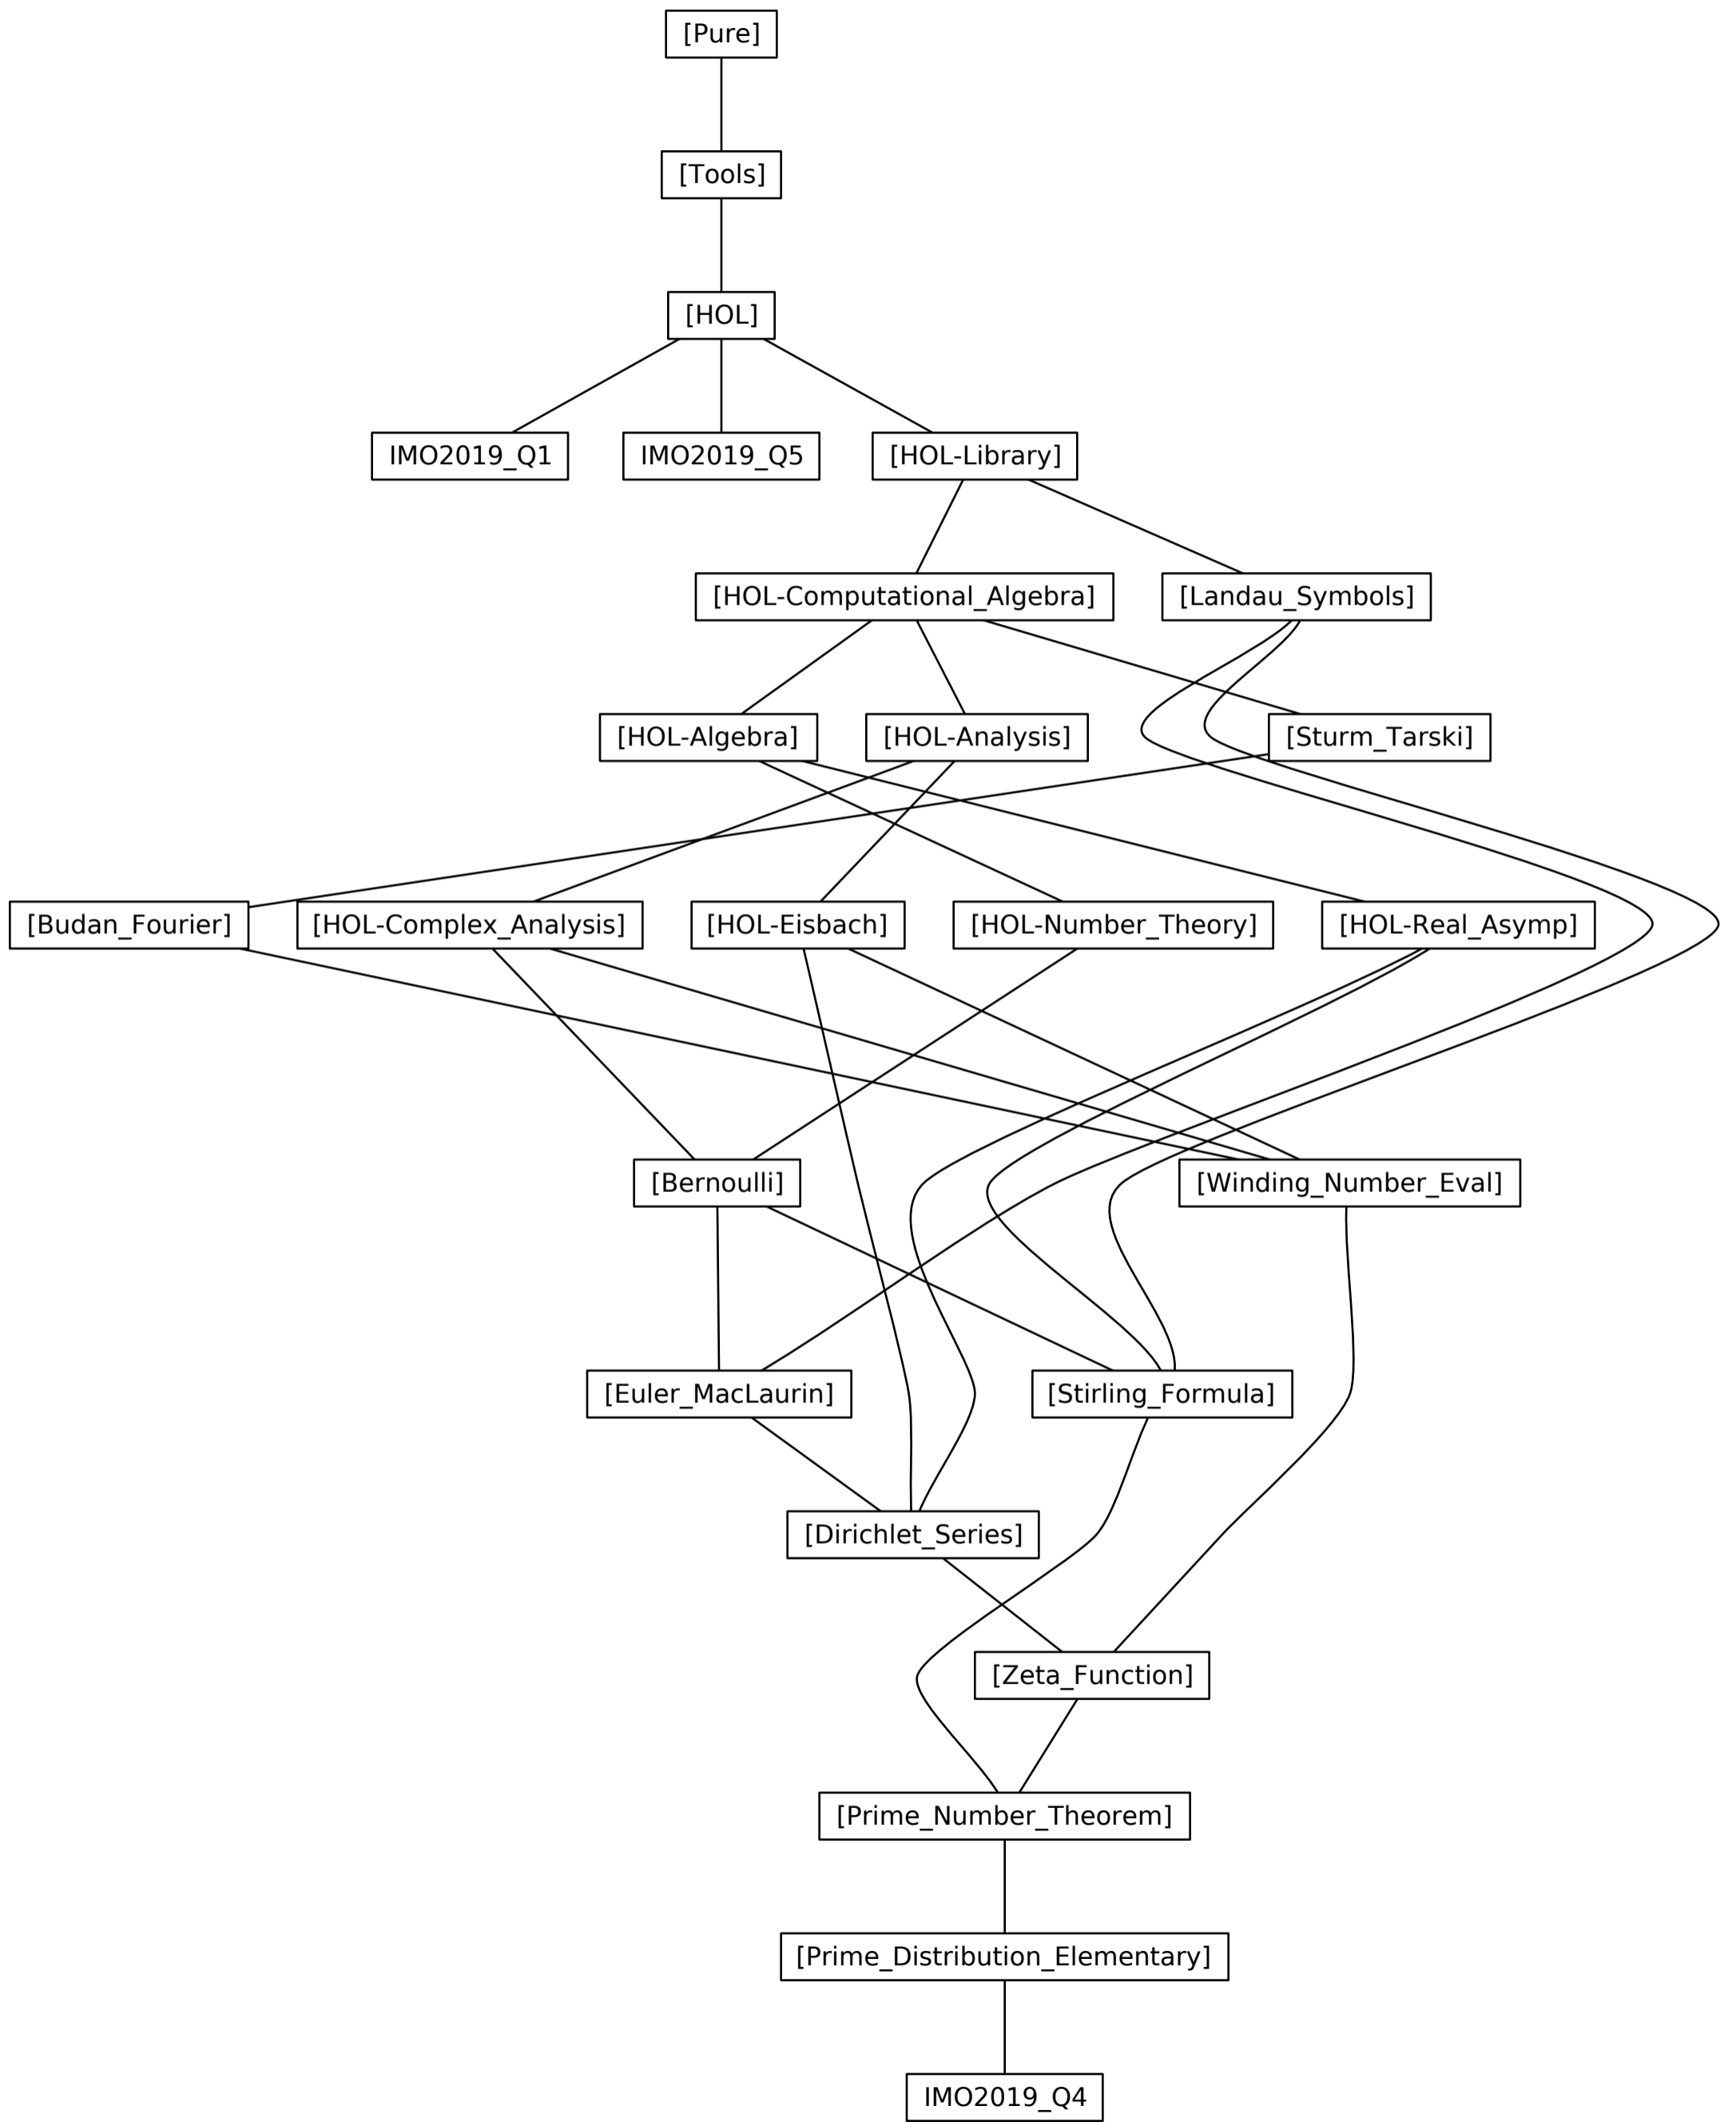 [Pure]
[Tools]
[HOL]
IMO2019_Q1
IMO2019_Q5
[HOL-Library]
[HOL-Computational_Algebra]
[Landau_Symbols]
[HOL-Algebra]
[HOL-Analysis]
[Sturm_Tarski]
[Budan_Fourier]
[HOL-Complex_Analysis]
[HOL-Eisbach]
[HOL-Number_Theory]
[HOL-Real_Asymp]
[Bernoulli]
[Winding_Number_Eval]
[Euler_MacLaurin]
[Stirling_Formula]
[Dirichlet_Series]
[Zeta_Function]
[Prime_Number_Theorem]
[Prime_Distribution_Elementary]
IMO2019_Q4